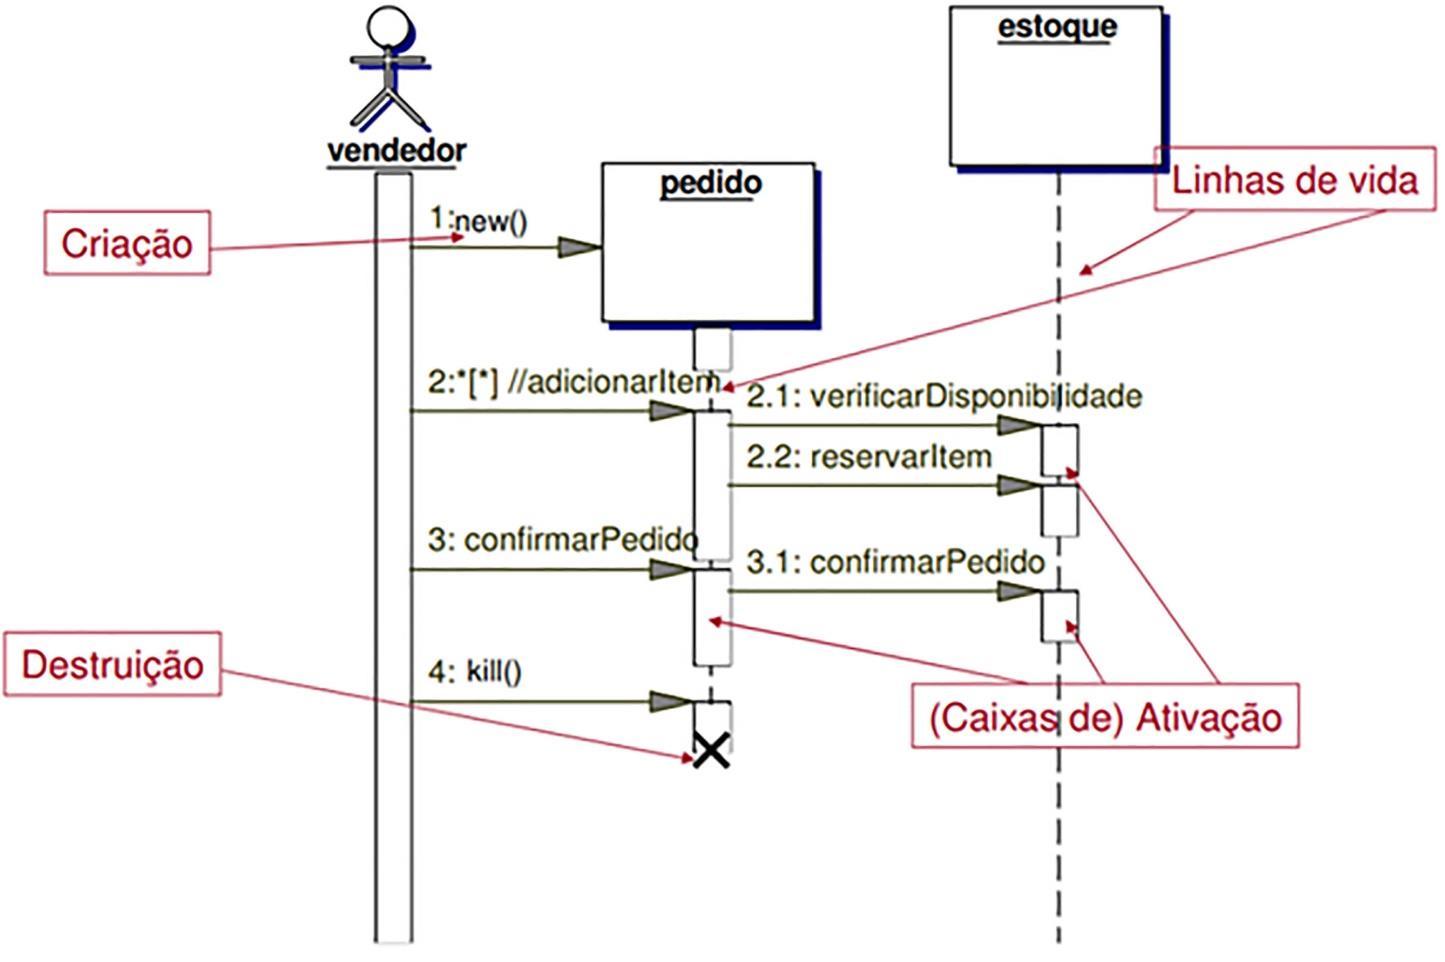 estoque
vendedor
pedido
Linhas de vida
Criação
1:new()
2:*[*] //adicionarItem
2.1: verificarDisponibilidade
2.2: reservarItem
3: confirmarPedido
3.1: confirmarPedido
Destruição
4: kill()
(Caixas de) Ativação